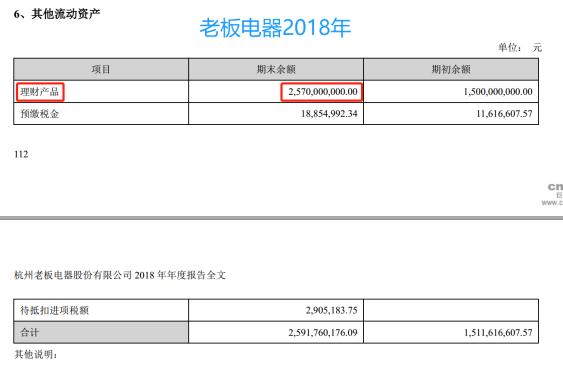 6、其他流动资产
老板电器2018年
单位： 元
项目 期末余额 期初余额
理财产品 2,570,000,000.00 1,500,000,000.00
预缴税金 18,854,992.34 11,616,607.57
112
cn
巨
www.c
杭州老板电器股份有限公司 2018 年年度报告全文
待抵扣进项税额 2,905,183.75
合计 2,591,760,176.09 1,511,616,607.57
其他说明：